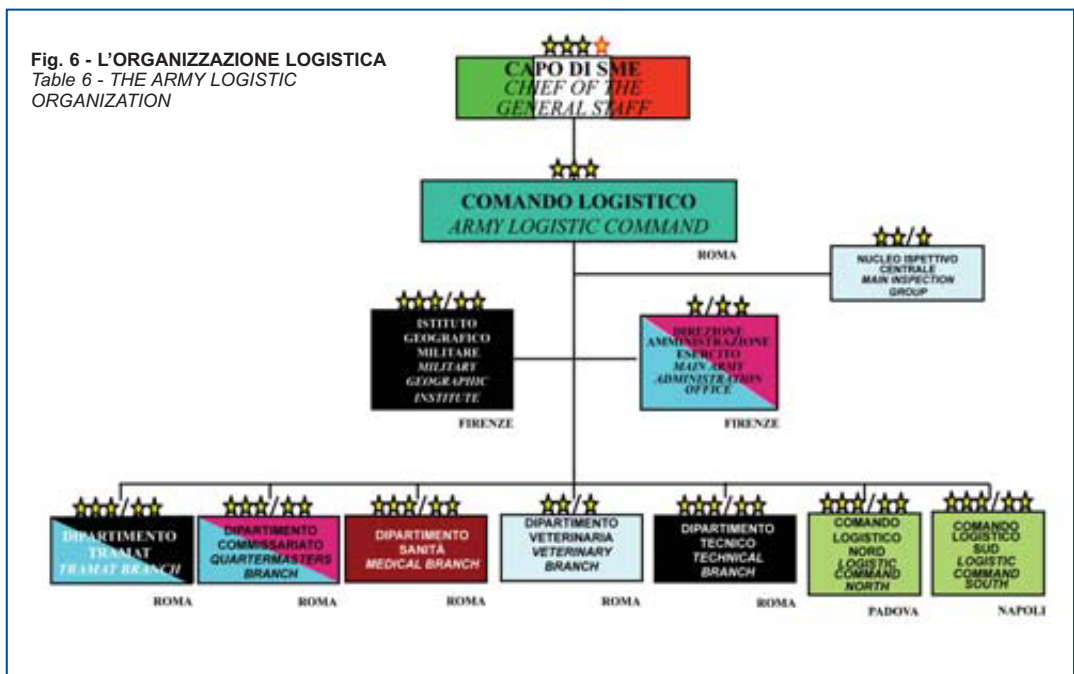 Fig. 6 - L'ORGANIZZAZIONE LOGISTICA
Table 6 - THE ARMY LOGISTIC
ORGANIZATION
CAPO DI SME
CHIEF OF THE
GENERAL STAFF
COMANDO LOGISTICO
ARMY LOGISTIC COMMAND
ROMA
NUCLEO ISPETTIVO
CENTRALE
MAIN INSPECTION
GROUP
ISTITUTO
GEOGRAFICO
MILITARE
MILITARY
GEOGRAPHIC
INSTITUTE
FIRENZE
DIREZIONE
AMMINISTRAZIONE
ESERCITO
MAIN ARMY
ADMINISTRATION
OFFICE
FIRENZE
DIPARTIMENTO
TRAMAT
TRAMAT BRANCH
ROMA
DIPARTIMENTO
COMMISSARIATO
QUARTERMASTERS
BRANCH
ROMA
DIPARTIMENTO
SANITÀ
MEDICAL BRANCH
ROMA
DIPARTIMENTO
VETERINARIA
VETERINARY
BRANCH
ROMA
DIPARTIMENTO
TECNICO
TECHNICAL
BRANCH
ROMA
COMANDO
LOGISTICO
NORD
LOGISTIC
COMMAND
NORTH
PADOVA
COMANDO
LOGISTICO
SUD
LOGISTIC
COMMAND
SOUTH
NAPOLI